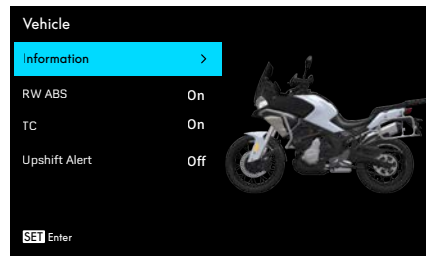 Vehicle
Information >
RW ABS On
TC On
Upshift Alert Off
SET Enter